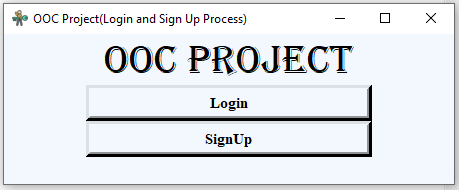 OOC Project(Login and Sign Up Process)
OOC PROJECT
Login
SignUp